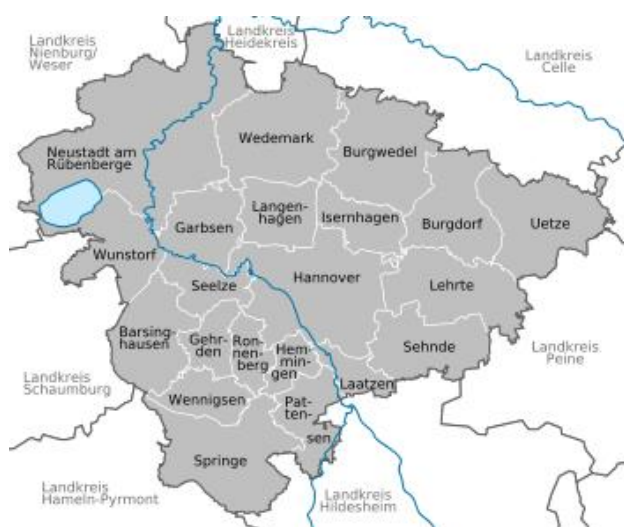 Landkreis
Nienburg/
Weser
Landkreis
Heidekreis
Landkreis
Celle
Neustadt am
Rübenberge
Wedemark
Burgwedel
Garbsen
Langen-
hagen
Isernhagen
Burgdorf
Uetze
Wunstorf
Seelze
Hannover
Lehrte
Barsing-
hausen
Gehr-
den
Ron-
nen-
berg
Hem-
min-
gen
Sehnde
Landkreis
Peine
Landkreis
Schaumburg
Wennigsen
Laatzen
Pat-
ten-
sen
Springe
Landkreis
Hameln-Pyrmont
Landkreis
Hildesheim